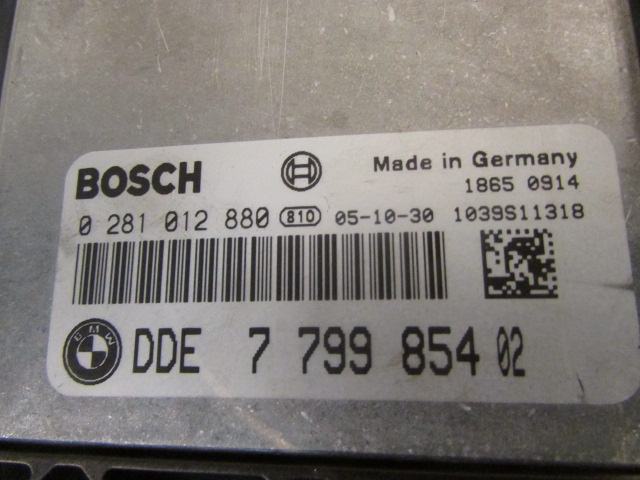 BOSCH Made in Germany
1865 0914
0 281 012 880 810 05-10-30 1039S11318
BMW DDE 7 799 854 02